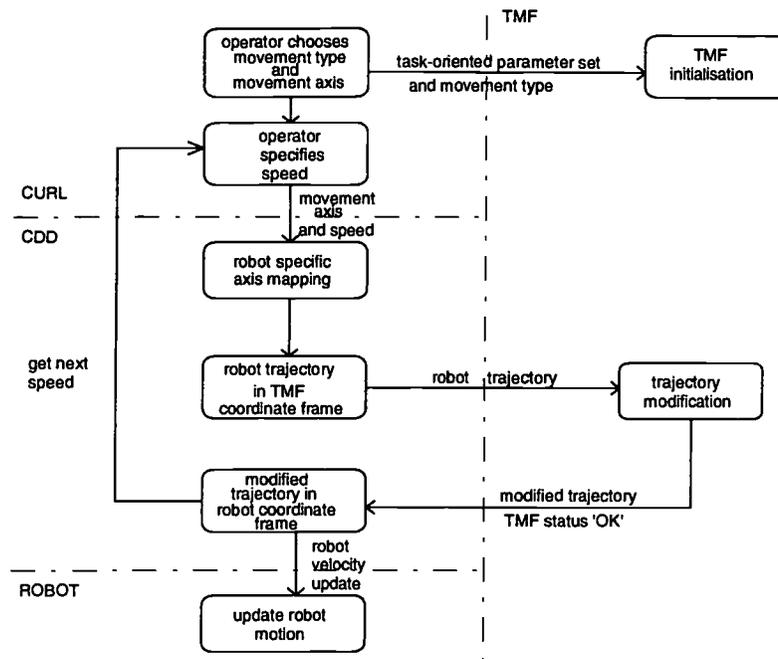 TMF
operator chooses
movement type
and
movement axis
task-oriented parameter set
and movement type
TMF
initialisation
operator
specifies
speed
CURL
movement
axis
and speed
CDD
robot specific
axis mapping
get next
speed
robot trajectory
in TMF
coordinate frame
robot trajectory
trajectory
modification
modified
trajectory in
robot coordinate
frame
modified trajectory
TMF status 'OK'
robot
velocity
update
ROBOT
update robot
motion